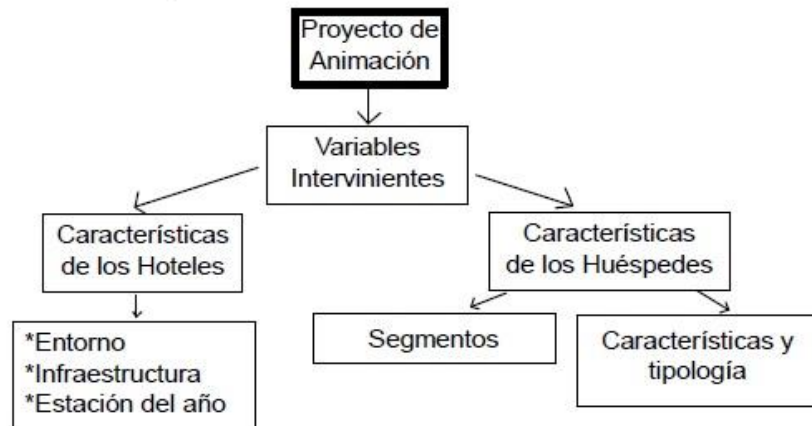 Proyecto de
Animación
Variables
Intervinientes
Características
de los Hoteles
Características
de los Huéspedes
*Entorno
*Infraestructura
*Estación del año
Segmentos
Características y
tipología